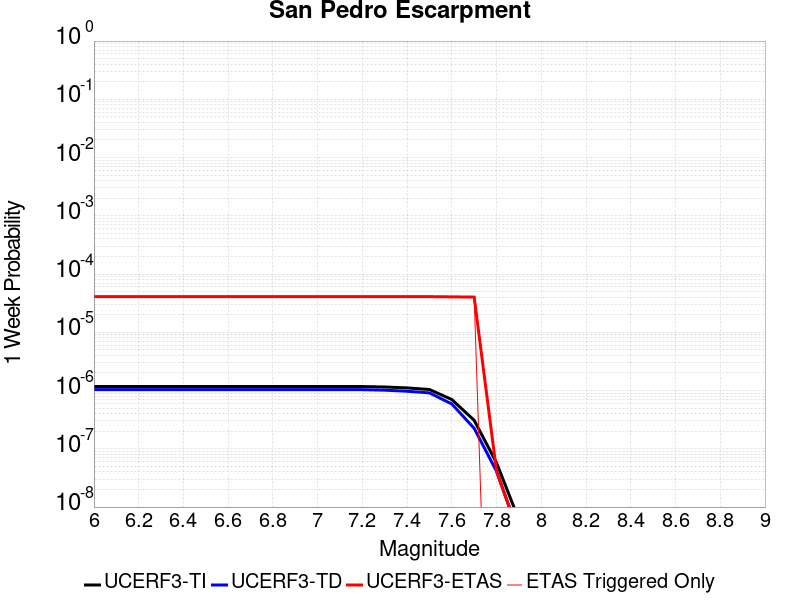 San Pedro Escarpment
10^0
10^-1
10^-2
10^-3
10^-4
10^-5
10^-6
10^-7
10^-8
1 Week Probability
6 6.2 6.4 6.6 6.8 7 7.2 7.4 7.6 7.8 8 8.2 8.4 8.6 8.8 9
Magnitude
UCERF3-TI UCERF3-TD UCERF3-ETAS ETAS Triggered Only